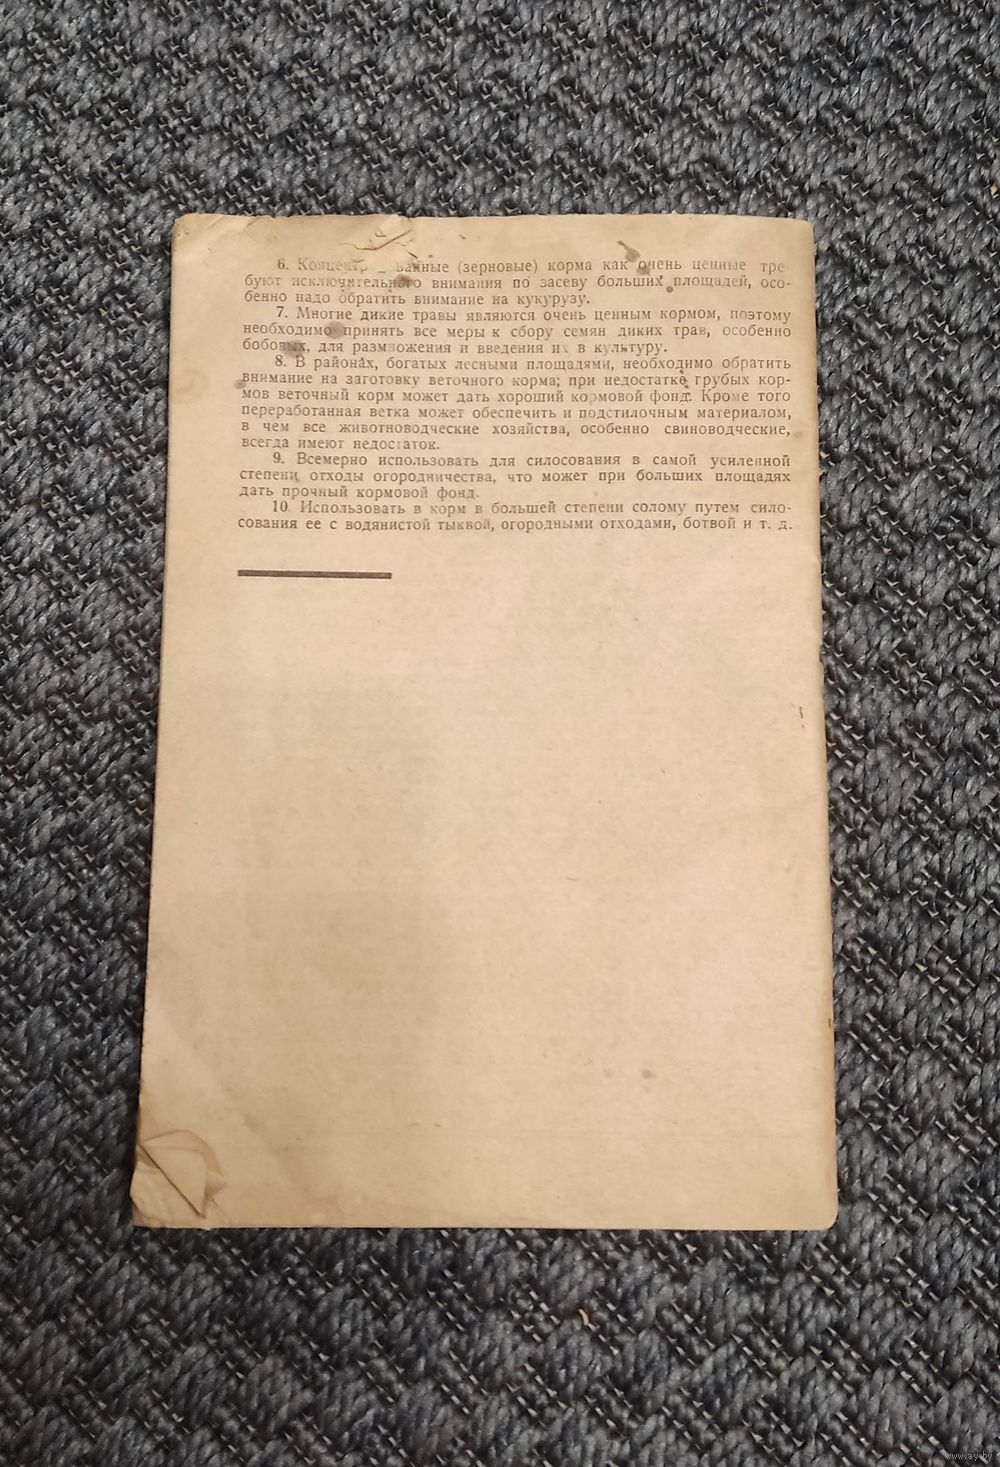 6. Концентрированные (зерновые) корма как очень ценные тре-
буют исключительного внимания по засеву больших площадей, осо-
бенно надо обратить внимание на кукурузу.
7. Многие дикие травы являются очень ценным кормом, поэтому
необходимо принять все меры к сбору семян диких трав, особенно
бобовых, для размножения и введения их в культуру.
8. В районах, богатых лесными площадями, необходимо обратить
внимание на заготовку веточного корма; при недостатке грубых кор-
мов веточный корм может дать хороший кормовой фонд. Кроме того
переработанная ветка может обеспечить и подстилочным материалом,
в чем все животноводческие хозяйства, особенно свиноводческие,
всегда имеют недостаток.
9. Всемерно использовать для силосования в самой усиленной
степени отходы огородничества, что может при больших площадях
дать прочный кормовой фонд.
10. Использовать в корм в большей степени солому путем сило-
сования ее с водянистой тыквой, огородными отходами, ботвой и т. д.
www.ay.by